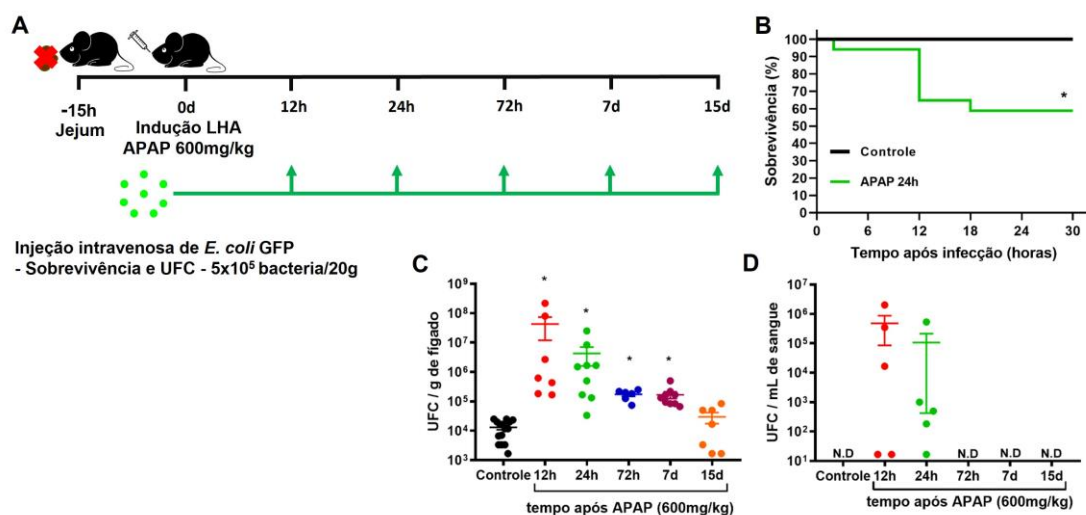 A
-15h
Jejum
0d
Indução LHA
APAP 600mg/kg
12h
24h
72h
7d
15d
Injeção intravenosa de E. coli GFP
- Sobrevivência e UFC - 5x10⁵ bacteria/20g
B
Sobrevivência (%)
100
90
80
70
60
50
40
30
20
10
0
*
Controle
APAP 24h
0 6 12 18 24 30
Tempo após infecção (horas)
C
UFC / g de fígado
10⁹
10⁸
10⁷
10⁶
10⁵
10⁴
10³
* * * *
Controle 12h 24h 72h 7d 15d
tempo após APAP (600mg/kg)
D
UFC / mL de sangue
10⁷
10⁶
10⁵
10⁴
10³
10²
10¹
N.D N.D N.D N.D
Controle 12h 24h 72h 7d 15d
tempo após APAP (600mg/kg)